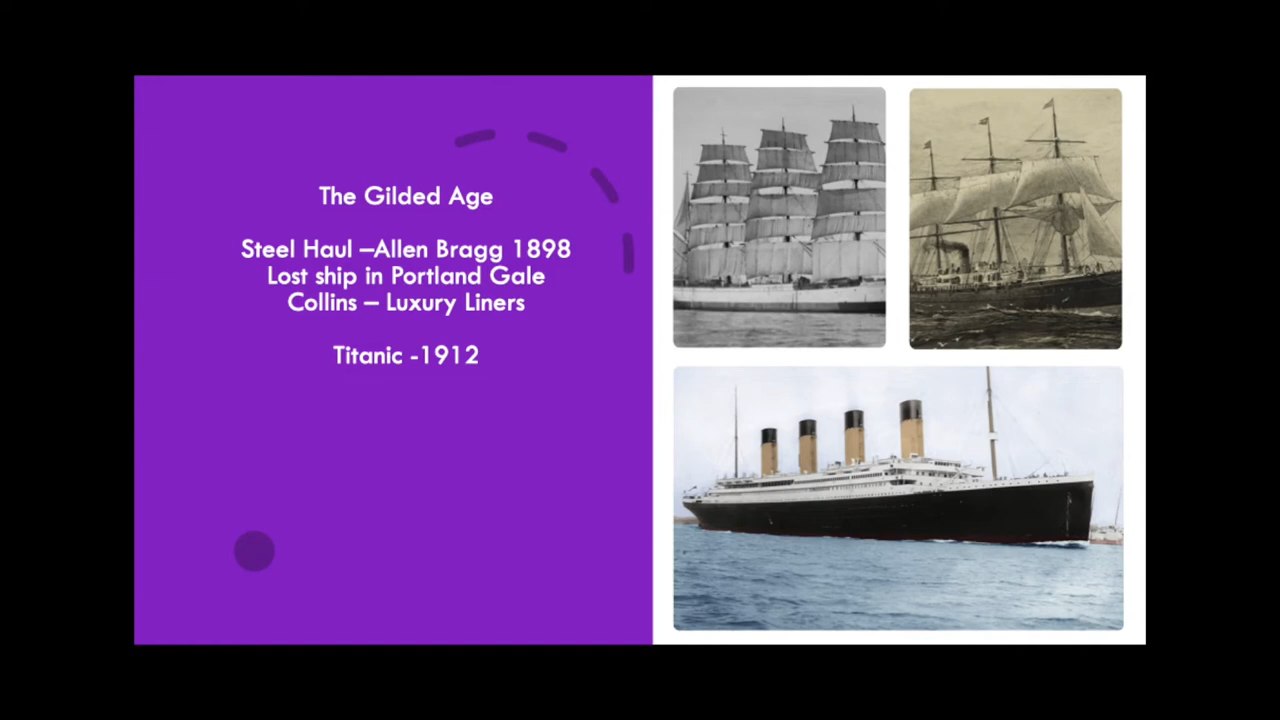 The Gilded Age
Steel Haul –Allen Bragg 1898
Lost ship in Portland Gale
Collins – Luxury Liners
Titanic -1912